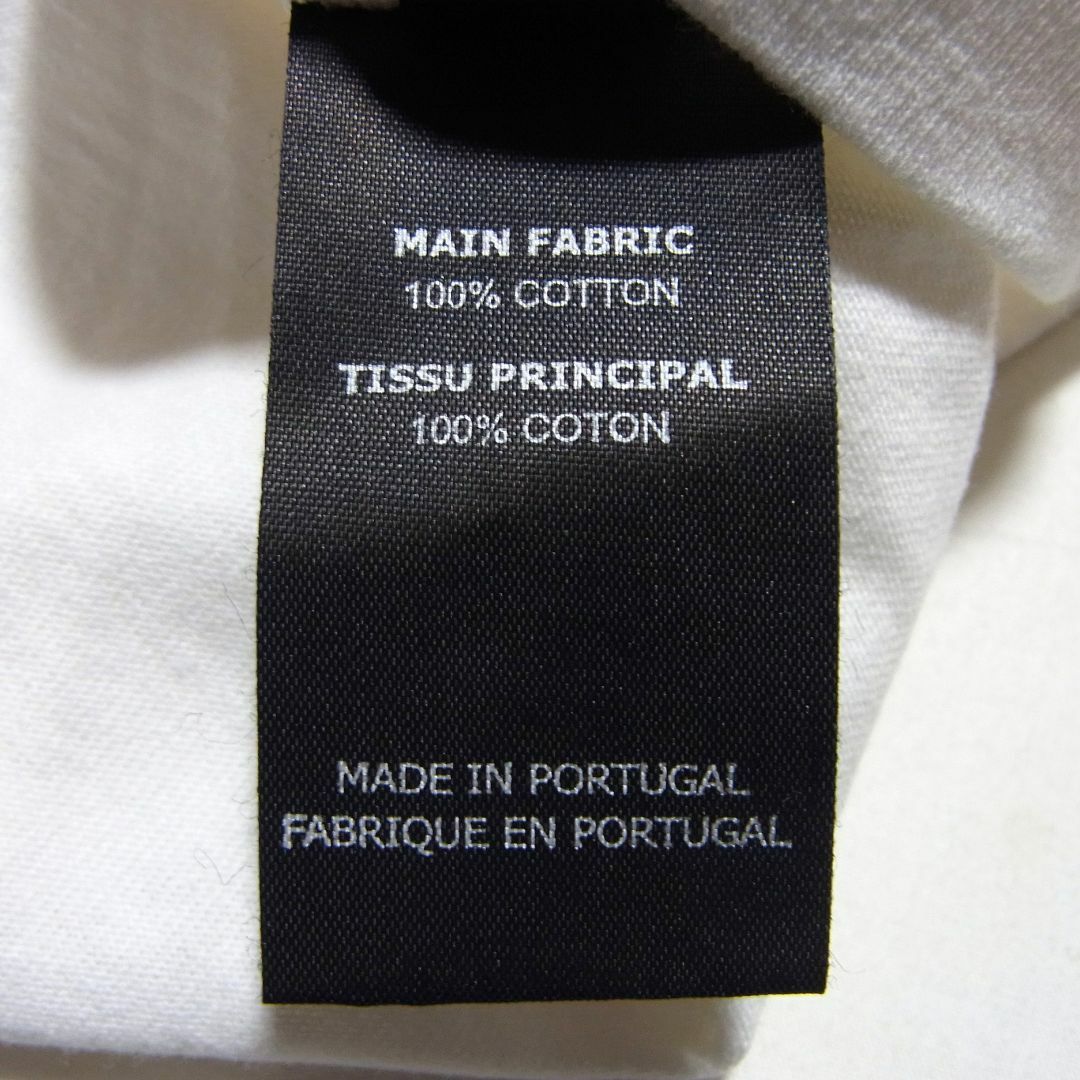 MAIN FABRIC
100% COTTON
TISSU PRINCIPAL
100% COTON
MADE IN PORTUGAL
FABRIQUE EN PORTUGAL